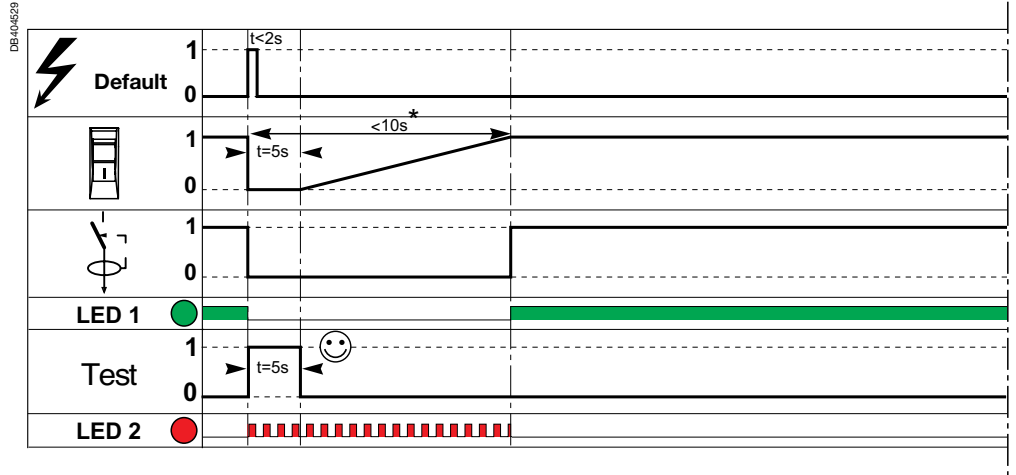 DB404529
t<2s
Default
1
0
<10s*
1
t=5s
0
I
1
0
LED 1
1
Test
t=5s
0
LED 2